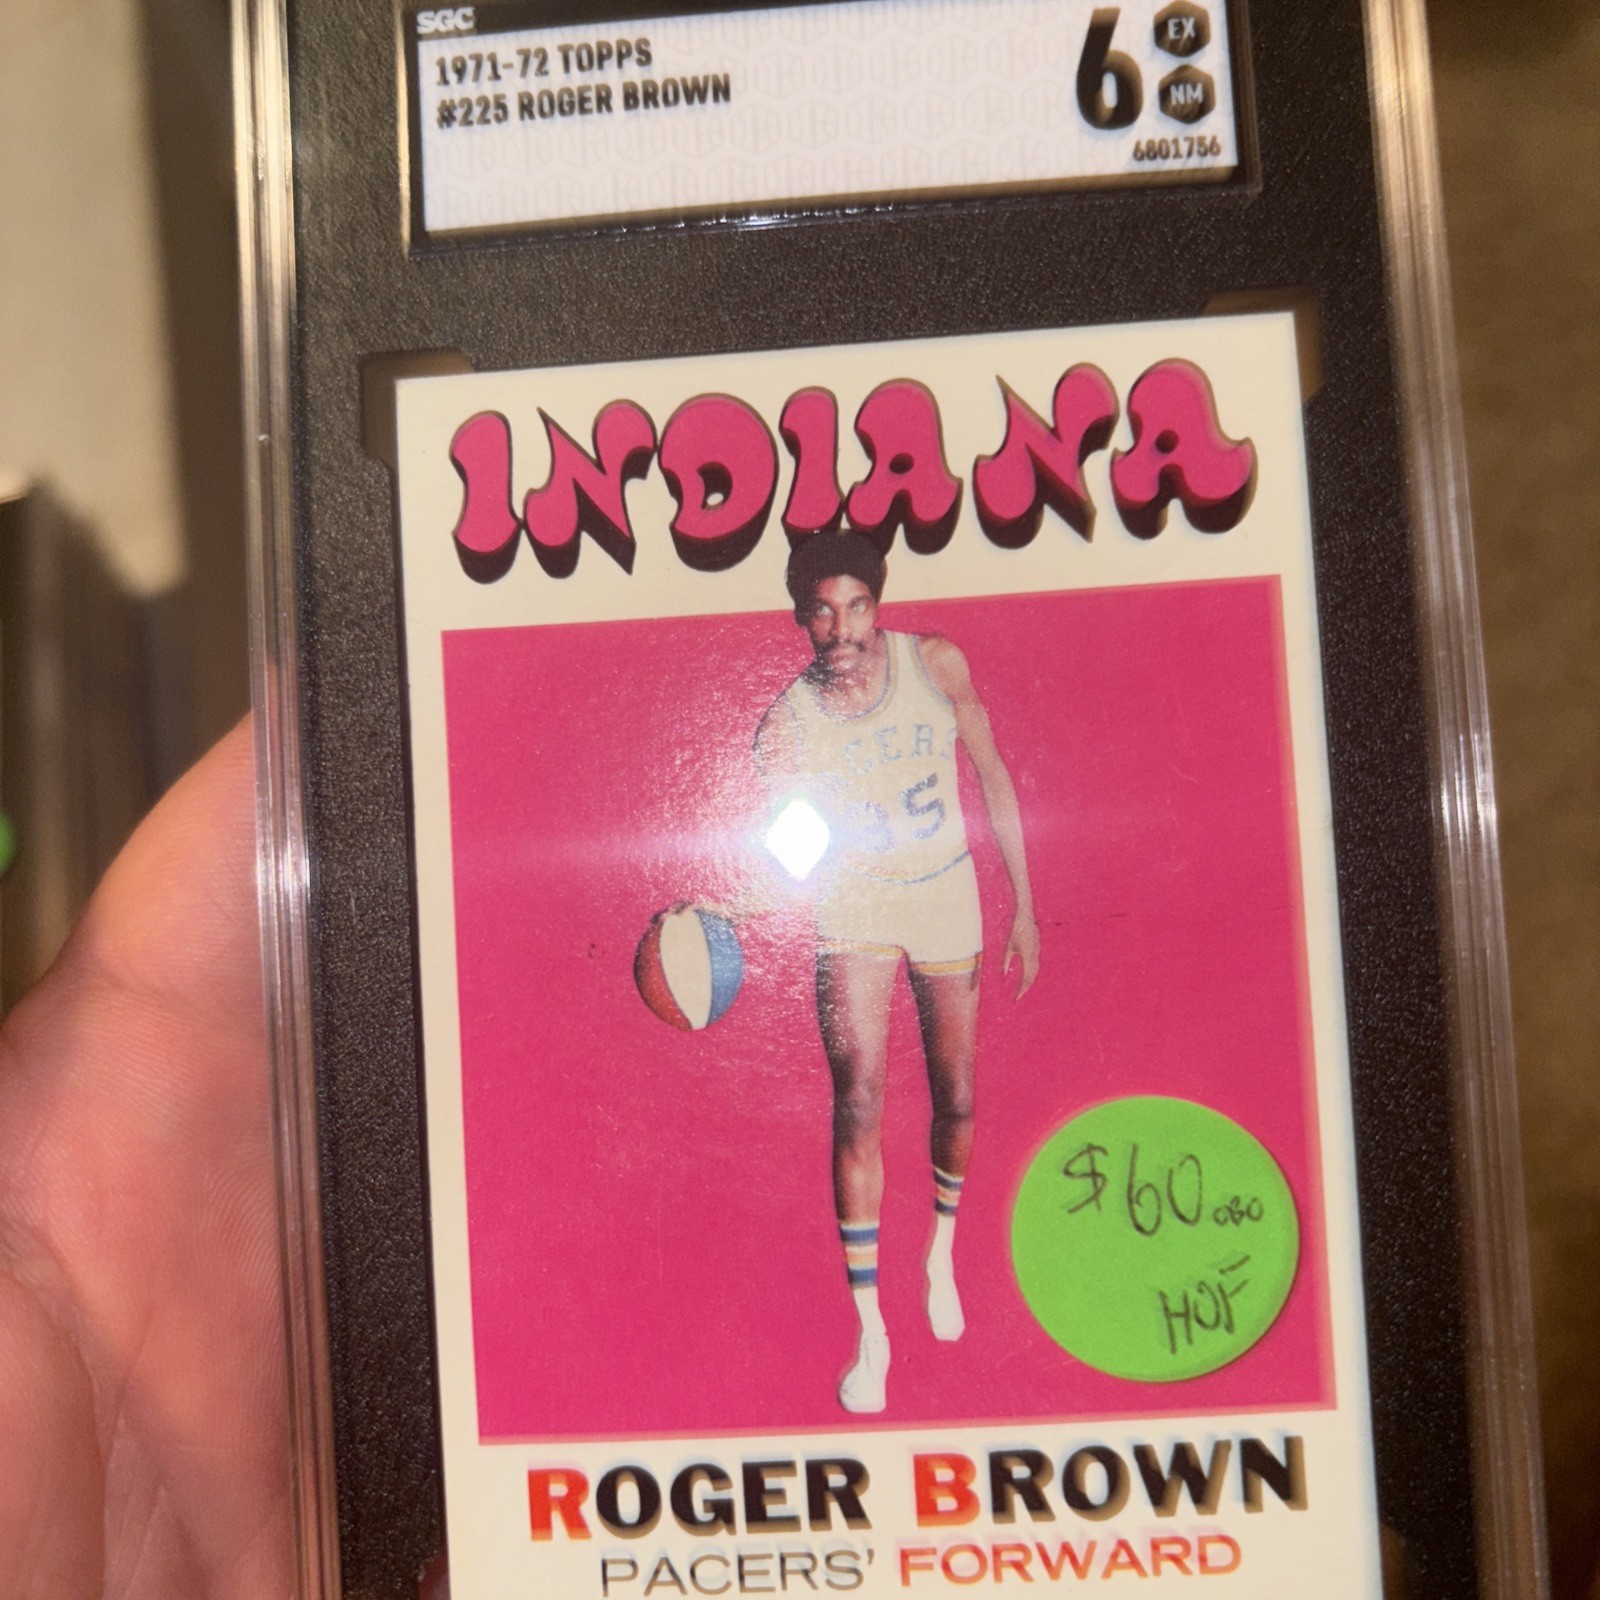 SGC
1971-72 TOPPS
#225 ROGER BROWN
6 EX NM
6801756
INDIANA
35
$60 OBO
HOF
ROGER BROWN
PACERS' FORWARD